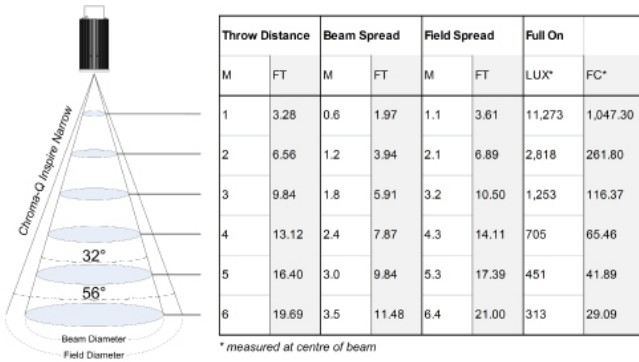 Chroma-Q Inspire Narrow
32°
56°
Beam Diameter
Field Diameter
Throw Distance Beam Spread Field Spread Full On
M FT M FT M FT LUX* FC*
1 3.28 0.6 1.97 1.1 3.61 11,273 1,047.30
2 6.56 1.2 3.94 2.1 6.89 2,818 261.80
3 9.84 1.8 5.91 3.2 10.50 1,253 116.37
4 13.12 2.4 7.87 4.3 14.11 705 65.46
5 16.40 3.0 9.84 5.3 17.39 451 41.89
6 19.69 3.5 11.48 6.4 21.00 313 29.09
* measured at centre of beam